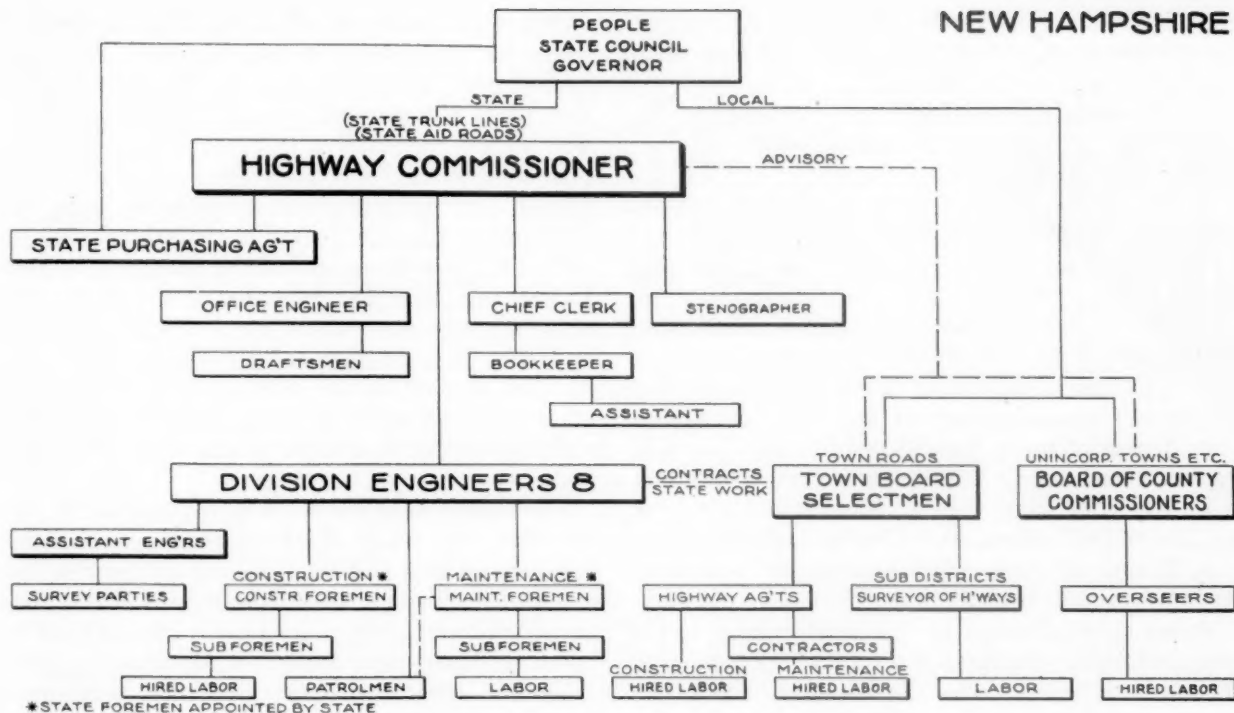 NEW HAMPSHIRE
PEOPLE
STATE COUNCIL
GOVERNOR
STATE
LOCAL
(STATE TRUNK LINES)
(STATE AID ROADS)
HIGHWAY COMMISSIONER
ADVISORY
STATE PURCHASING AG'T
OFFICE ENGINEER
CHIEF CLERK
STENOGRAPHER
DRAFTSMEN
BOOKKEEPER
ASSISTANT
DIVISION ENGINEERS 8
CONTRACTS
STATE WORK
TOWN ROADS
TOWN BOARD
SELECTMEN
UNINCORP. TOWNS ETC.
BOARD OF COUNTY
COMMISSIONERS
ASSISTANT ENG'RS
SURVEY PARTIES
CONSTRUCTION *
CONSTR. FOREMEN
MAINTENANCE *
MAINT. FOREMEN
HIGHWAY AG'TS
SUB DISTRICTS
SURVEYOR OF H'WAYS
OVERSEERS
SUB FOREMEN
SUB FOREMEN
CONTRACTORS
CONSTRUCTION
MAINTENANCE
HIRED LABOR
PATROLMEN
LABOR
HIRED LABOR
HIRED LABOR
LABOR
HIRED LABOR
*STATE FOREMEN APPOINTED BY STATE